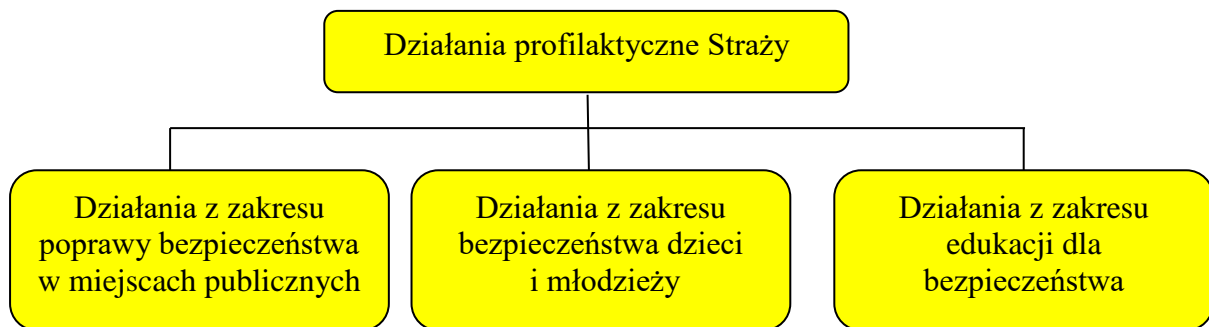 Działania profilaktyczne Straży
Działania z zakresu
poprawy bezpieczeństwa
w miejscach publicznych
Działania z zakresu
bezpieczeństwa dzieci
i młodzieży
Działania z zakresu
edukacji dla
bezpieczeństwa